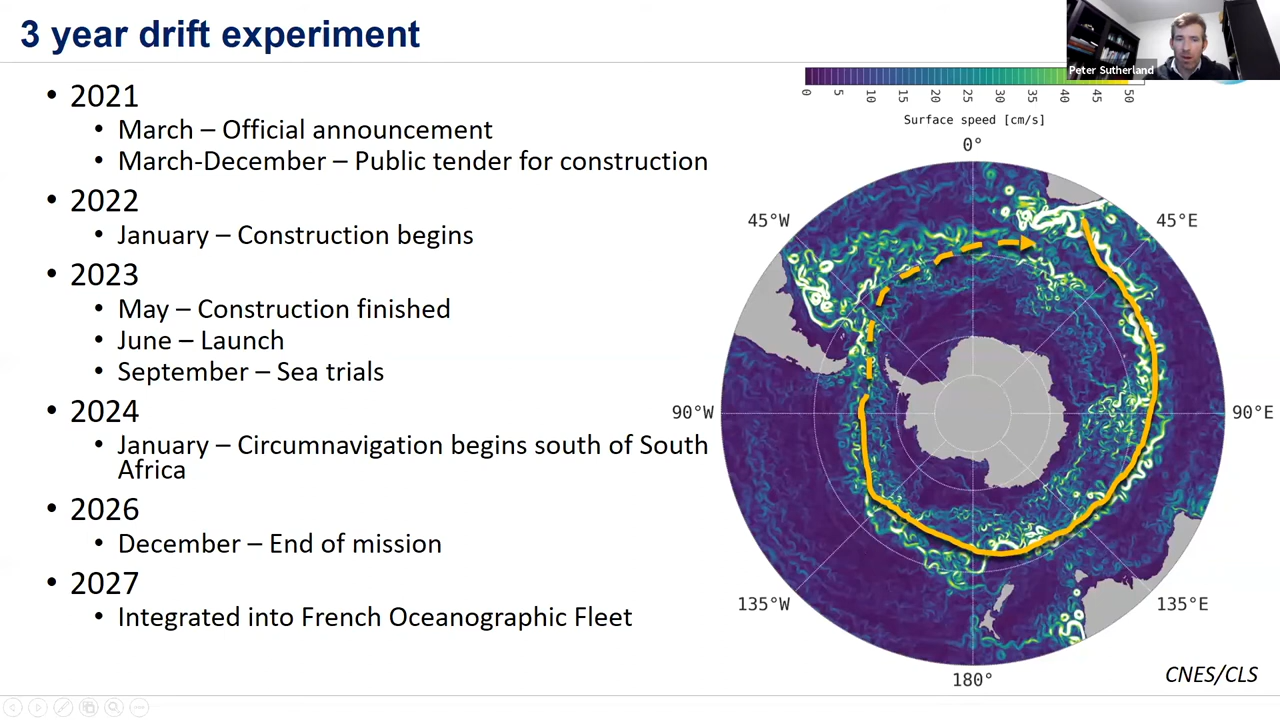 3 year drift experiment
Peter Sutherland
• 2021
• March – Official announcement
• March-December – Public tender for construction
• 2022
• January – Construction begins
• 2023
• May – Construction finished
• June – Launch
• September – Sea trials
• 2024
• January – Circumnavigation begins south of South
Africa
• 2026
• December – End of mission
• 2027
• Integrated into French Oceanographic Fleet
0 5 10 15 20 25 30 35 40 45 50
Surface speed [cm/s]
0°
45°W 45°E
90°W 90°E
135°W 135°E
180°
CNES/CLS